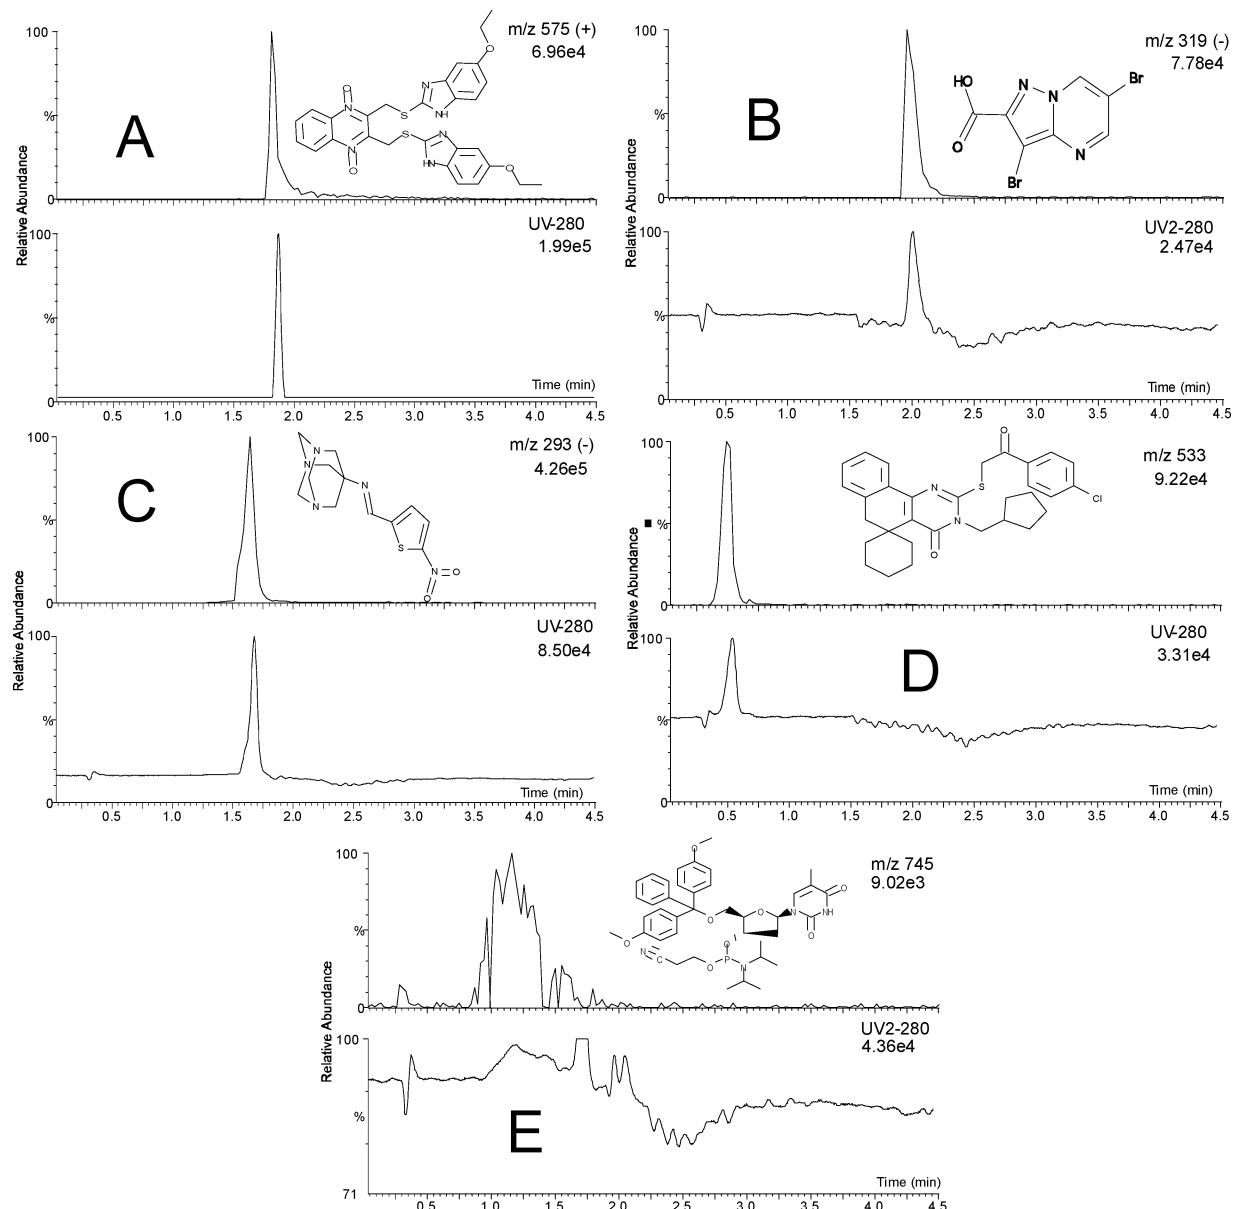 100
m/z 575 (+)
6.96e4
%
A
0
O
N
O
N
S
S
N
NH
N
HN
O
O
100
UV-280
1.99e5
%
Time (min)
0
0.5 1.0 1.5 2.0 2.5 3.0 3.5 4.0 4.5
Relative Abundance
100
m/z 319 (-)
7.78e4
%
B
0
HO
O
N
N
N
Br
Br
100
UV2-280
2.47e4
%
Time (min)
0
0.5 1.0 1.5 2.0 2.5 3.0 3.5 4.0 4.5
Relative Abundance
100
m/z 293 (-)
4.26e5
%
C
0
N
N
N
N
S
N
O
O
100
UV-280
8.50e4
%
Time (min)
0
0.5 1.0 1.5 2.0 2.5 3.0 3.5 4.0 4.5
Relative Abundance
100
m/z 533
9.22e4
%
0
O
N
S
N
O
Cl
100
UV-280
3.31e4
%
D
Time (min)
0
0.5 1.0 1.5 2.0 2.5 3.0 3.5 4.0 4.5
Relative Abundance
100
m/z 745
9.02e3
%
0
O
O
O
O
N
O
NH
O
N
C
O
P
O
N
100
UV2-280
4.36e4
%
E
Time (min)
71
0.5 1.0 1.5 2.0 2.5 3.0 3.5 4.0 4.5
Relative Abundance